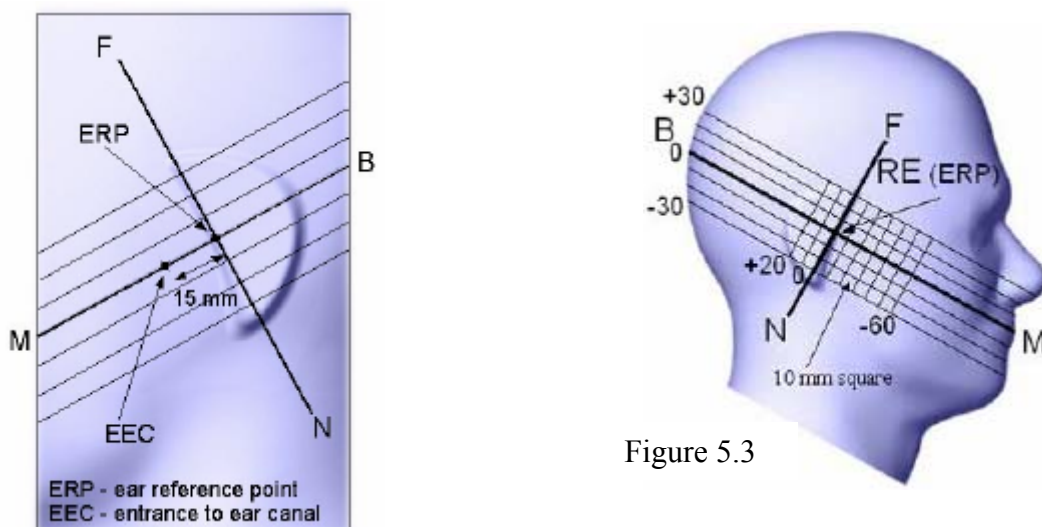 F
ERP
B
15 mm
M
EEC
N
ERP - ear reference point
EEC - entrance to ear canal
+30
B
0
F
RE (ERP)
-30
+20
0
N
-60
M
10 mm square
Figure 5.3